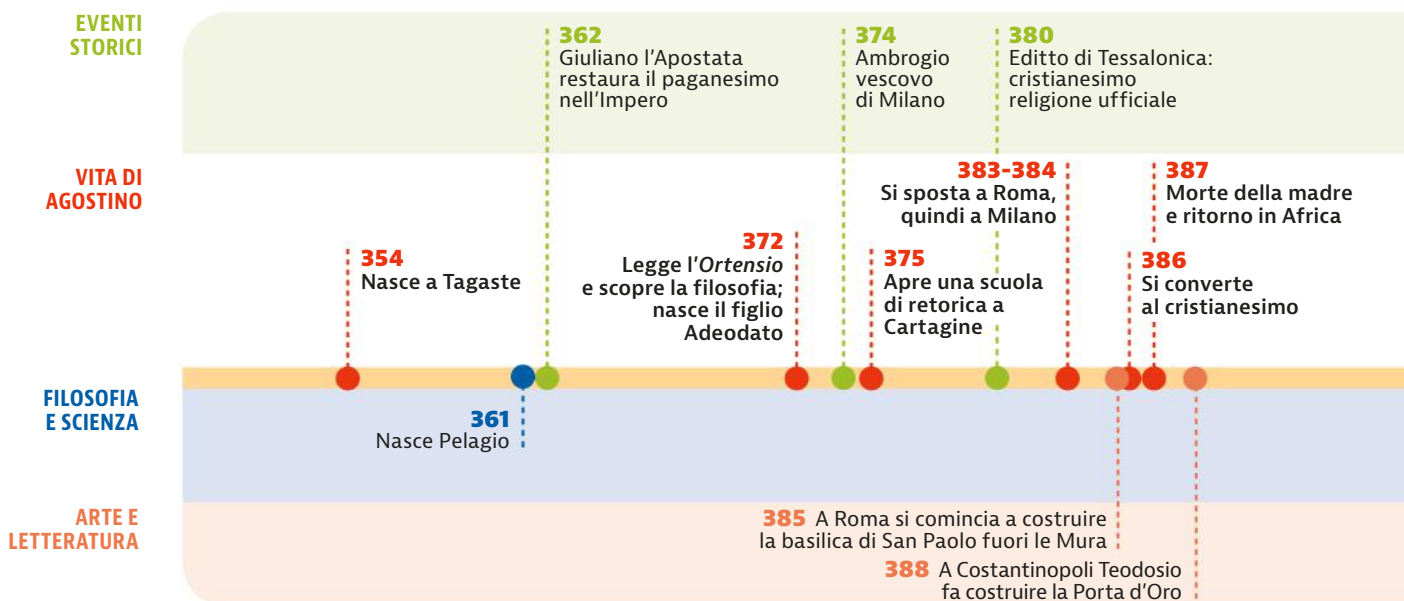 EVENTI
STORICI
362
Giuliano l’Apostata
restaura il paganesimo
nell’Impero
374
Ambrogio
vescovo
di Milano
380
Editto di Tessalonica:
cristianesimo
religione ufficiale
VITA DI
AGOSTINO
354
Nasce a Tagaste
372
Legge l’Ortensio
e scopre la filosofia;
nasce il figlio
Adeodato
375
Apre una scuola
di retorica a
Cartagine
383-384
Si sposta a Roma,
quindi a Milano
386
Si converte
al cristianesimo
387
Morte della madre
e ritorno in Africa
FILOSOFIA
E SCIENZA
361
Nasce Pelagio
ARTE E
LETTERATURA
385 A Roma si comincia a costruire
la basilica di San Paolo fuori le Mura
388 A Costantinopoli Teodosio
fa costruire la Porta d’Oro